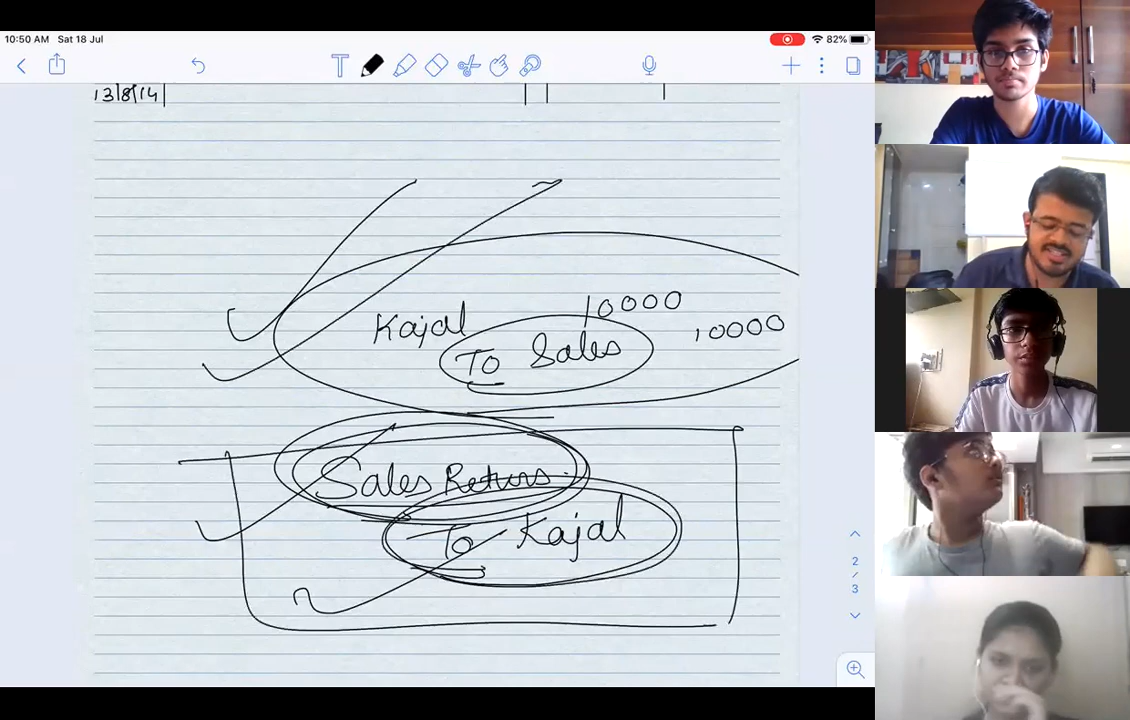 10:50 AM Sat 18 Jul
82%
T
13/8/14
Kajal 10000
To Sales 10000
Sales Return
To Kajal
2
/
3